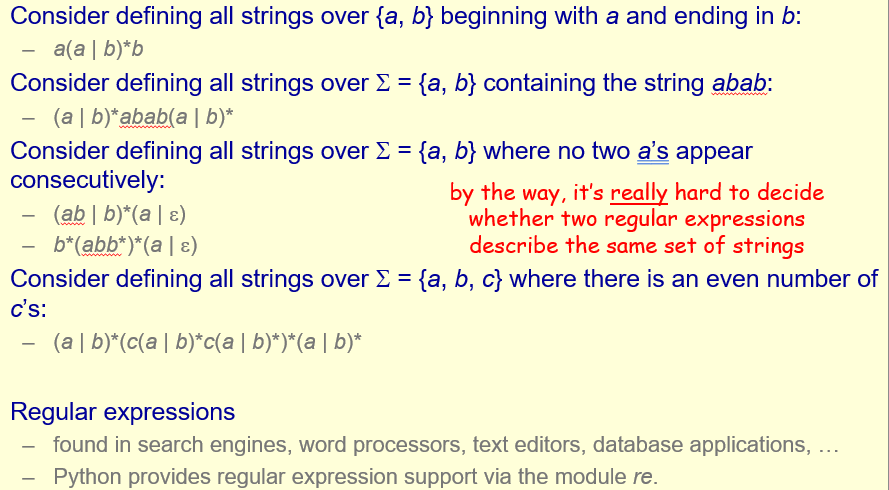 Consider defining all strings over {a, b} beginning with a and ending in b:
– a(a | b)*b
Consider defining all strings over Σ = {a, b} containing the string abab:
– (a | b)*abab(a | b)*
Consider defining all strings over Σ = {a, b} where no two a's appear
consecutively:
– (ab | b)*(a | ε)
– b*(abb*)*(a | ε)
by the way, it's really hard to decide
whether two regular expressions
describe the same set of strings
Consider defining all strings over Σ = {a, b, c} where there is an even number of
c's:
– (a | b)*(c(a | b)*c(a | b)*)*(a | b)*
Regular expressions
– found in search engines, word processors, text editors, database applications, …
– Python provides regular expression support via the module re.